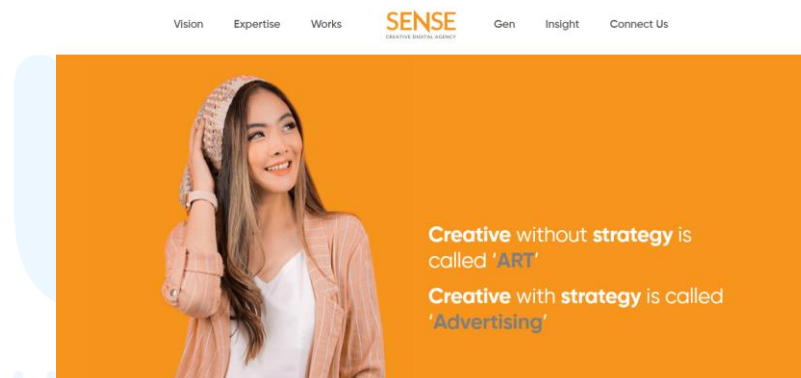 Vision Expertise Works SENSE Gen Insight Connect Us
CREATIVE DIGITAL AGENCY
Creative without strategy is
called ‘ART’
Creative with strategy is called
‘Advertising’